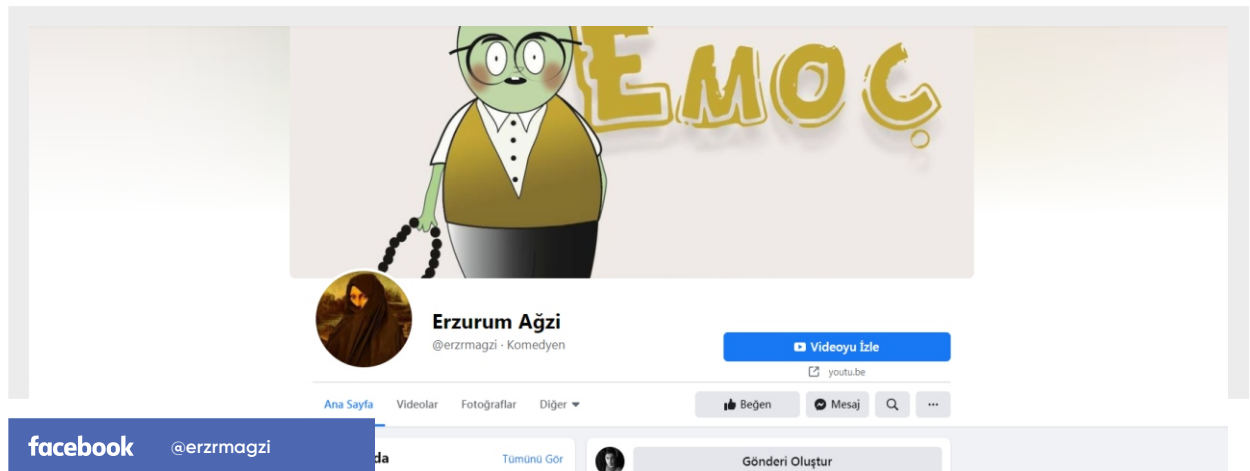 EMOÇ
Erzurum Ağzi
@erzrmagzi · Komedyen
Videoyu İzle
youtu.be
Ana Sayfa Videolar Fotoğraflar Diğer
Beğen Mesaj ...
facebook @erzrmagzi
da Tümünü Gör
Gönderi Oluştur